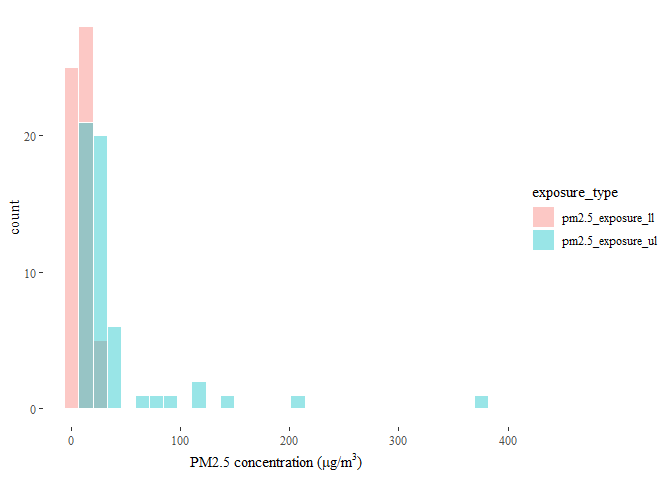 20
10
0
count
0 100 200 300 400
PM2.5 concentration (μg/m³)
exposure_type
pm2.5_exposure_ll
pm2.5_exposure_ul